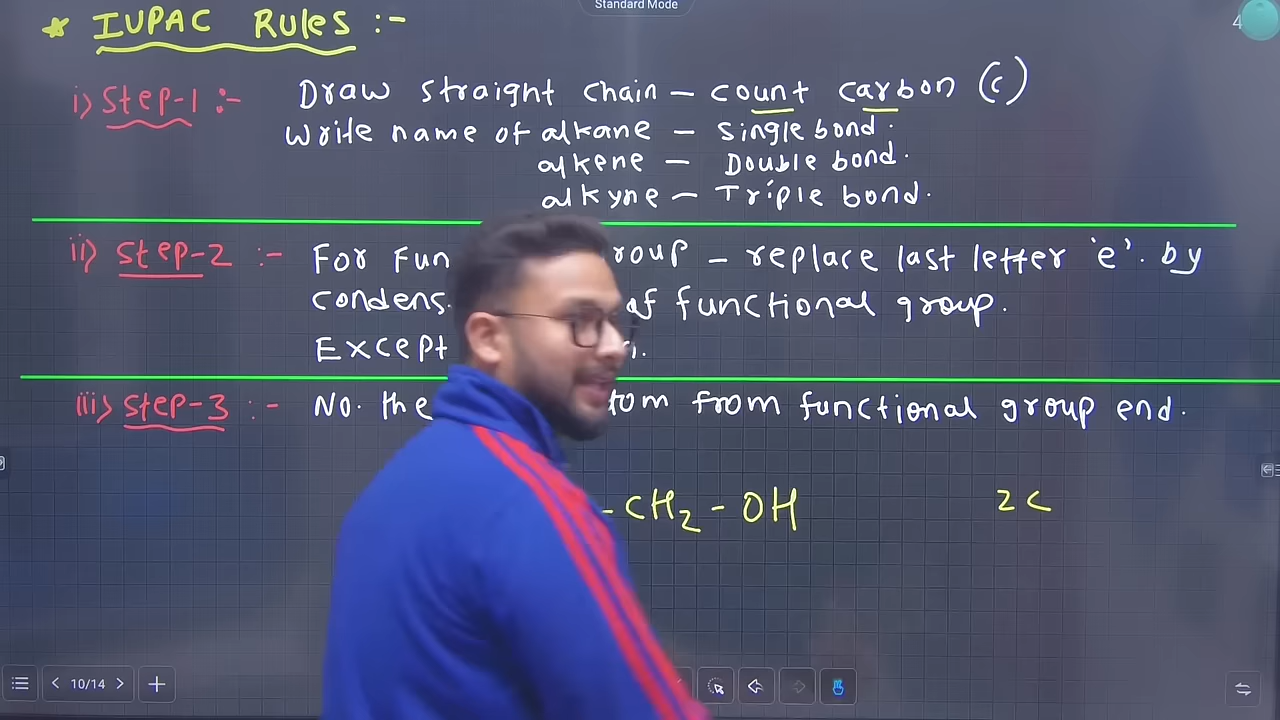 Standard Mode
4
* IUPAC Rules :-
i) Step-1 :- Draw straight chain - count carbon (C)
Write name of alkane - Single bond.
alkene - Double bond.
alkyne - Triple bond.
ii) Step-2 :- For Fun roup - replace last letter 'e'. by
condens. of functional group.
Except
iii) Step-3 :- No. the tom from functional group end.
- CH2 - OH 2C
10/14